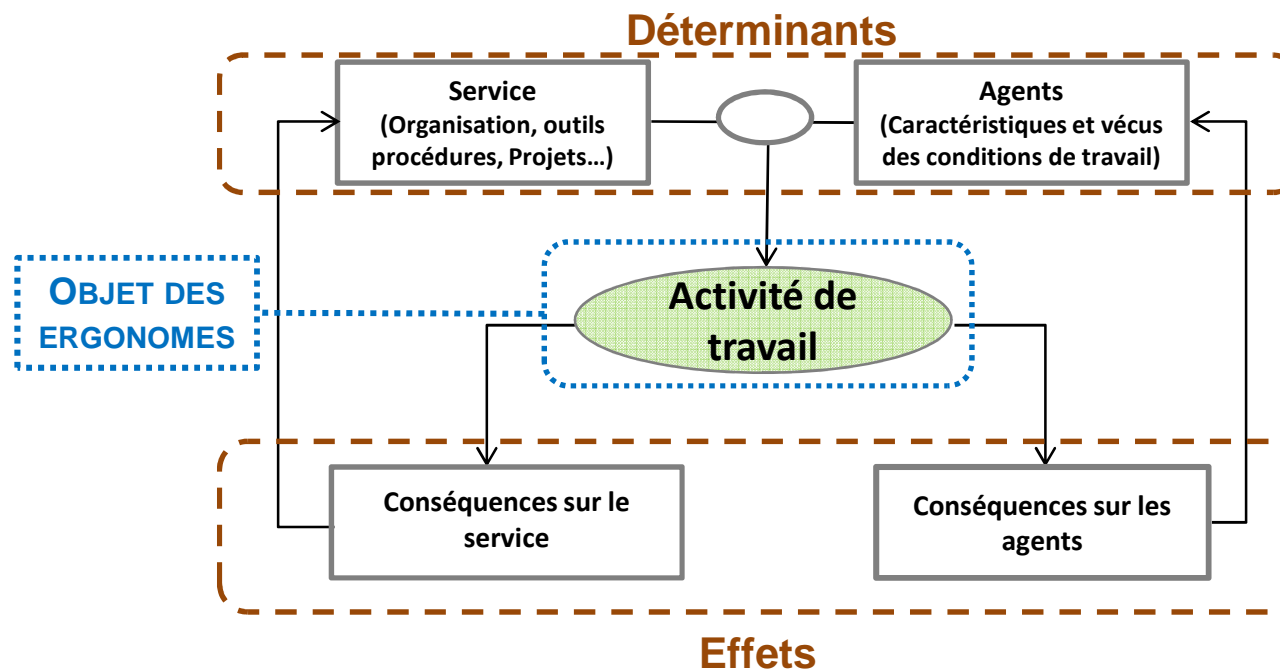 Déterminants
Service
(Organisation, outils
procédures, Projets…)
Agents
(Caractéristiques et vécus
des conditions de travail)
OBJET DES
ERGONOMES
Activité de
travail
Conséquences sur le
service
Conséquences sur les
agents
Effets